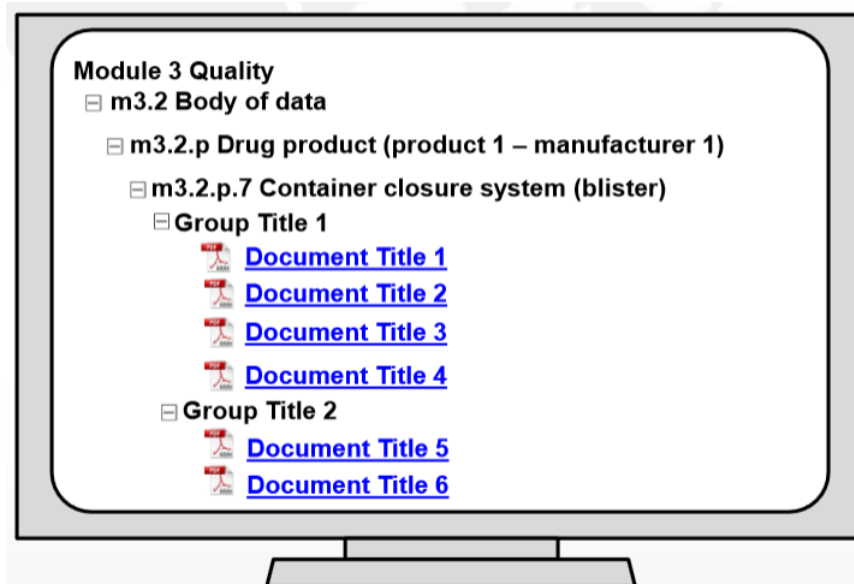 Module 3 Quality
m3.2 Body of data
m3.2.p Drug product (product 1 – manufacturer 1)
m3.2.p.7 Container closure system (blister)
Group Title 1
Document Title 1
Document Title 2
Document Title 3
Document Title 4
Group Title 2
Document Title 5
Document Title 6